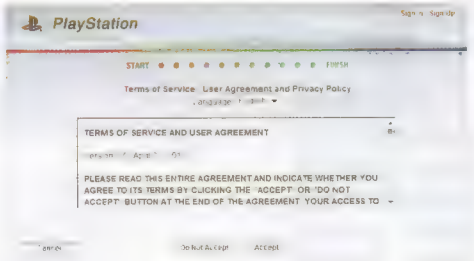 PlayStation
START FINISH
Terms of Service User Agreement and Privacy Policy
Language
TERMS OF SERVICE AND USER AGREEMENT
PLEASE READ THIS ENTIRE AGREEMENT AND INDICATE WHETHER YOU
AGREE TO ITS TERMS BY CLICKING THE "ACCEPT" OR "DO NOT
ACCEPT" BUTTON AT THE END OF THE AGREEMENT YOUR ACCESS TO
Do Not Accept Accept